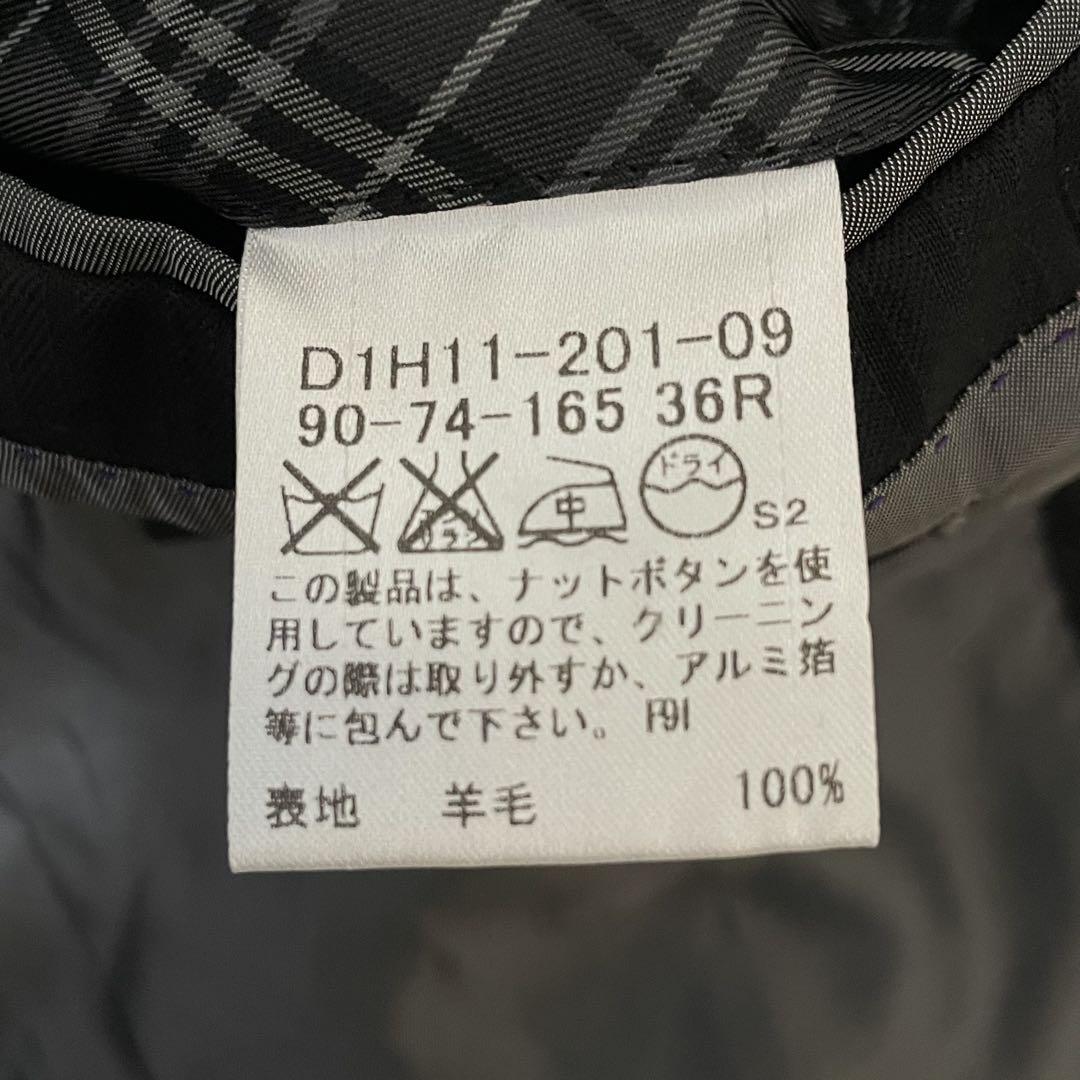 D1H11-201-09
90-74-165 36R
中 ドライ S2
この製品は、ナットボタンを使
用していますので、クリーニン
グの際は取り外すか、アルミ箔
等に包んで下さい。 F91
表地 羊毛 100%